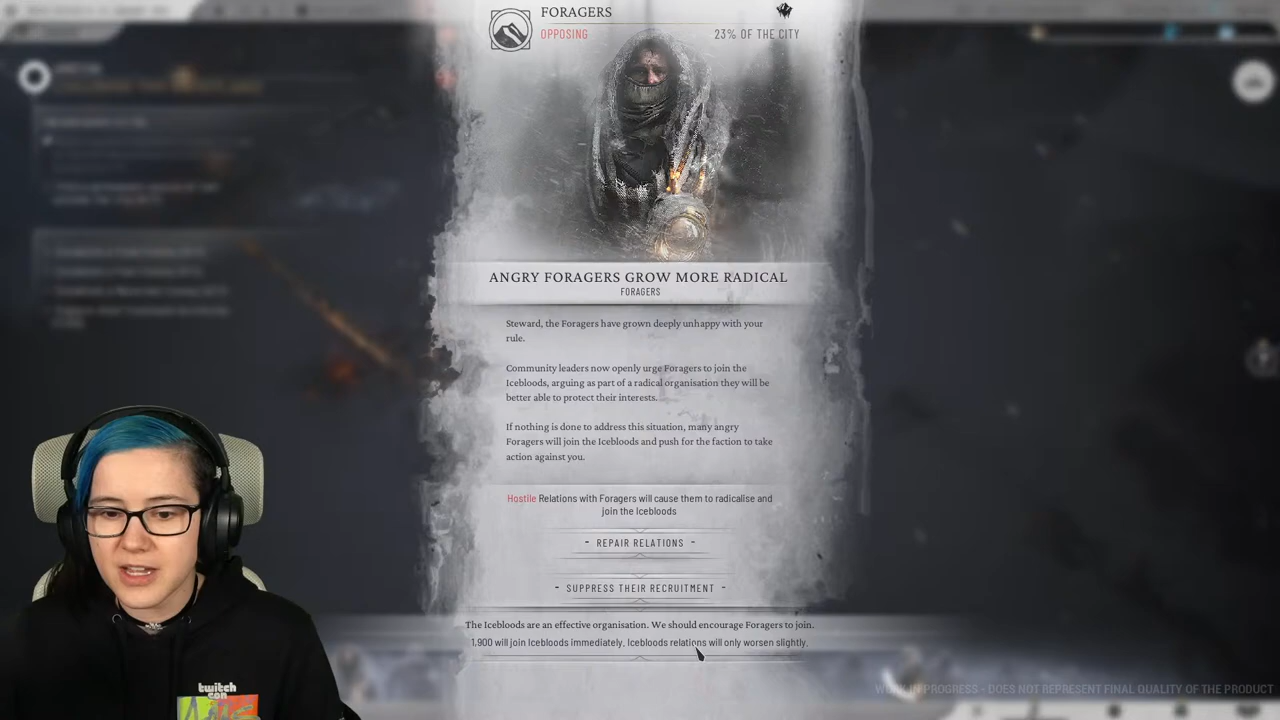 FORAGERS
OPPOSING
23% OF THE CITY
ANGRY FORAGERS GROW MORE RADICAL
FORAGERS
Steward, the Foragers have grown deeply unhappy with your
rule.
Community leaders now openly urge Foragers to join the
Icebloods, arguing as part of a radical organisation they will be
better able to protect their interests.
If nothing is done to address this situation, many angry
Foragers will join the Icebloods and push for the faction to take
action against you.
Hostile Relations with Foragers will cause them to radicalise and
join the Icebloods
- REPAIR RELATIONS -
- SUPPRESS THEIR RECRUITMENT -
The Icebloods are an effective organisation. We should encourage Foragers to join.
1,900 will join Icebloods immediately. Icebloods relations will only worsen slightly.
twitch
con
WORK IN PROGRESS - DOES NOT REPRESENT FINAL QUALITY OF THE PRODUCT